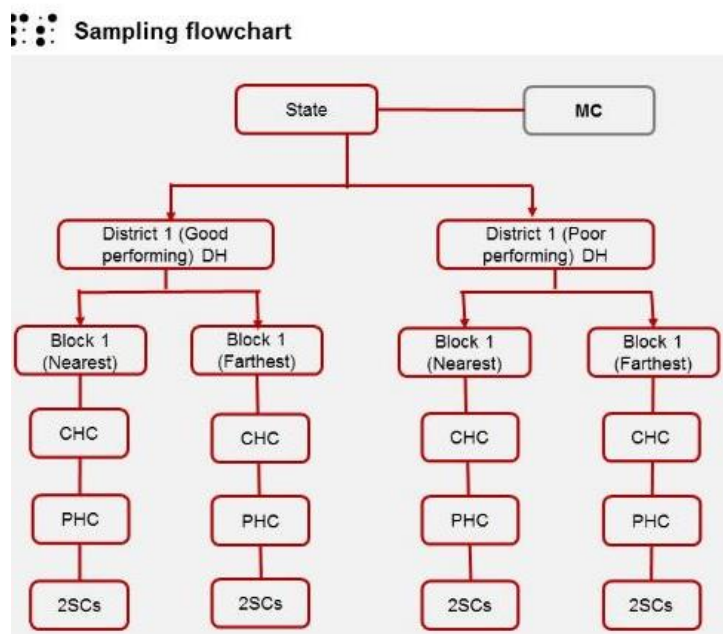 Sampling flowchart
State
MC
District 1 (Good
performing) DH
District 1 (Poor
performing) DH
Block 1
(Nearest)
Block 1
(Farthest)
Block 1
(Nearest)
Block 1
(Farthest)
CHC
CHC
CHC
CHC
PHC
PHC
PHC
PHC
2SCs
2SCs
2SCs
2SCs